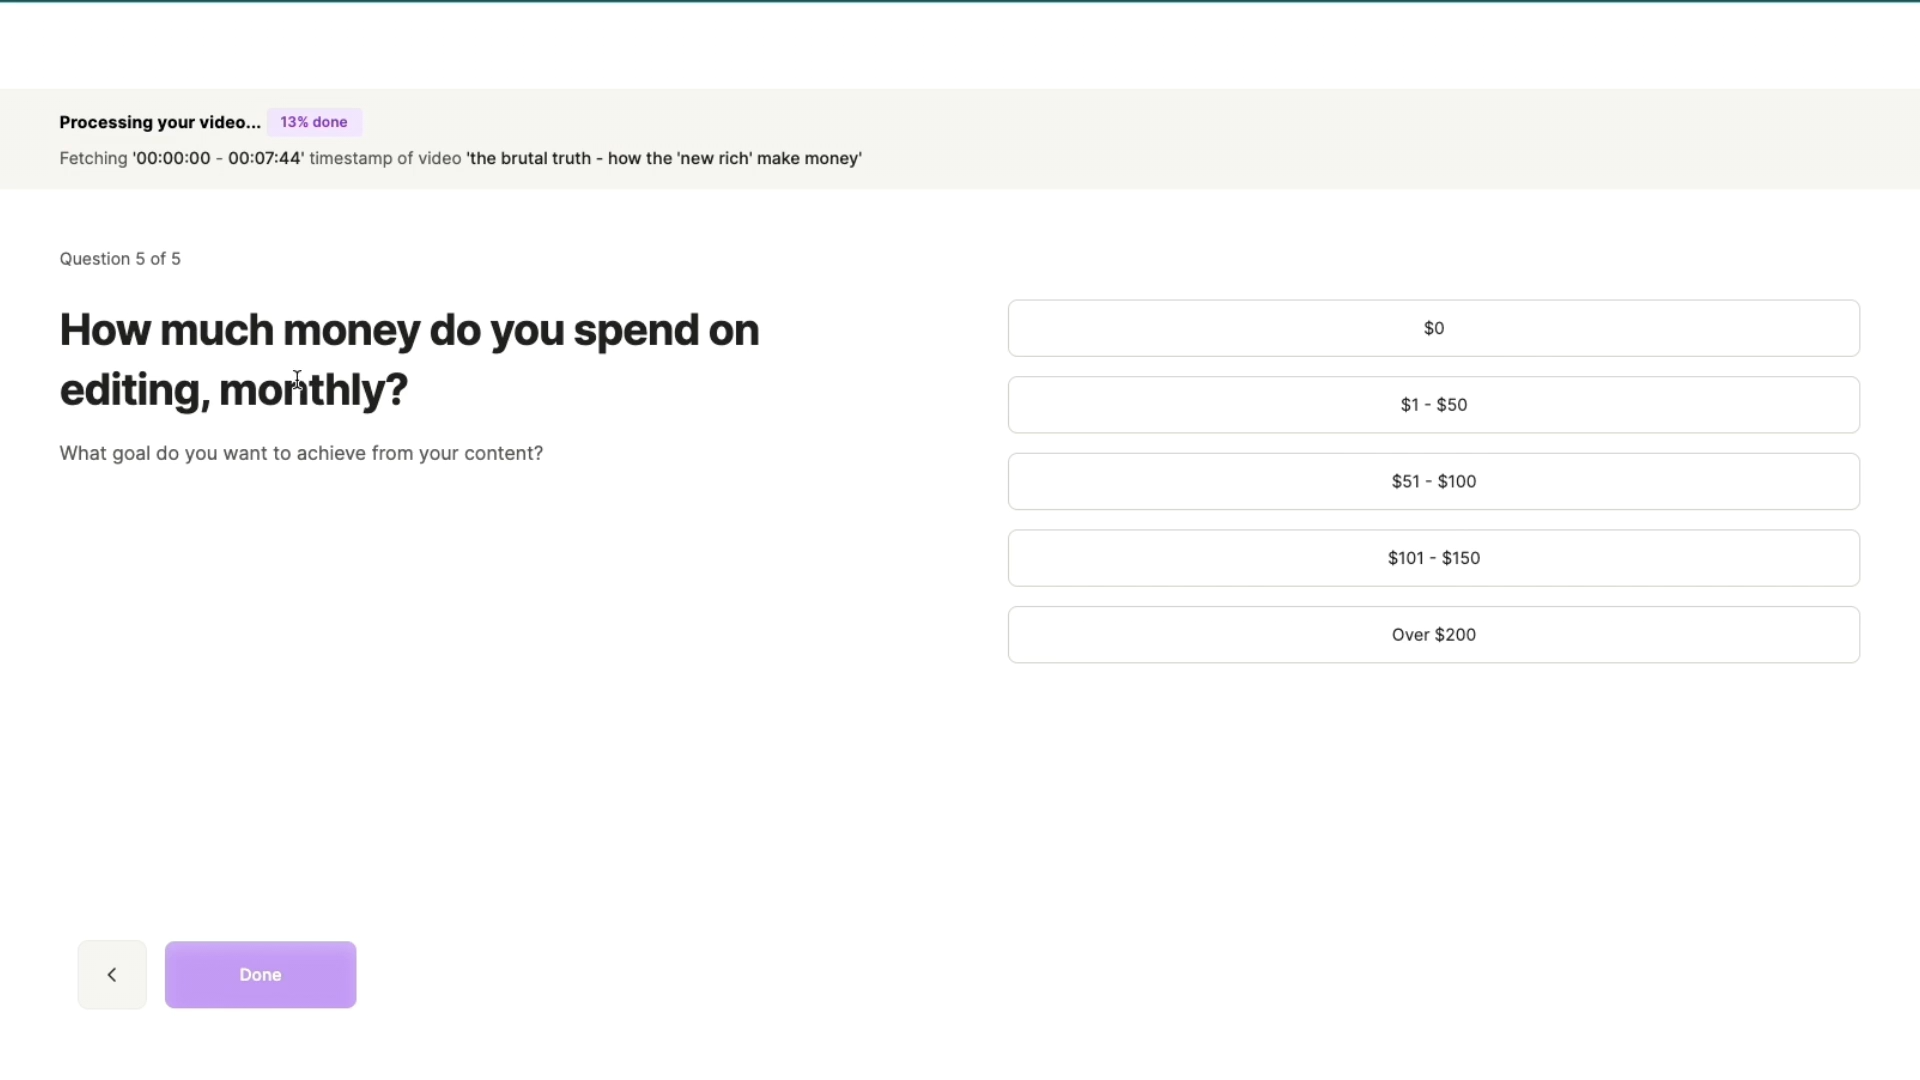 Processing your video... 13% done
Fetching '00:00:00 - 00:07:44' timestamp of video 'the brutal truth - how the 'new rich' make money'
Question 5 of 5
How much money do you spend on
editing, monthly?
What goal do you want to achieve from your content?
$0
$1 - $50
$51 - $100
$101 - $150
Over $200
Done